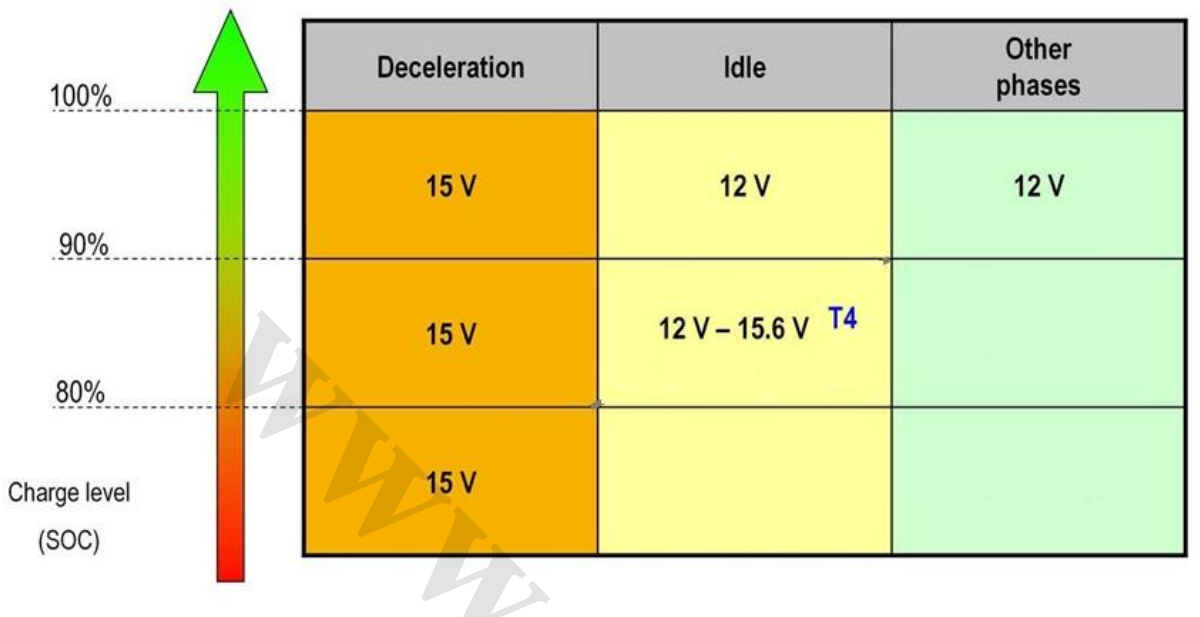 Deceleration
Idle
Other
phases
100%
15 V
12 V
12 V
90%
15 V
12 V – 15.6 V T4
80%
15 V
Charge level
(SOC)
WWW